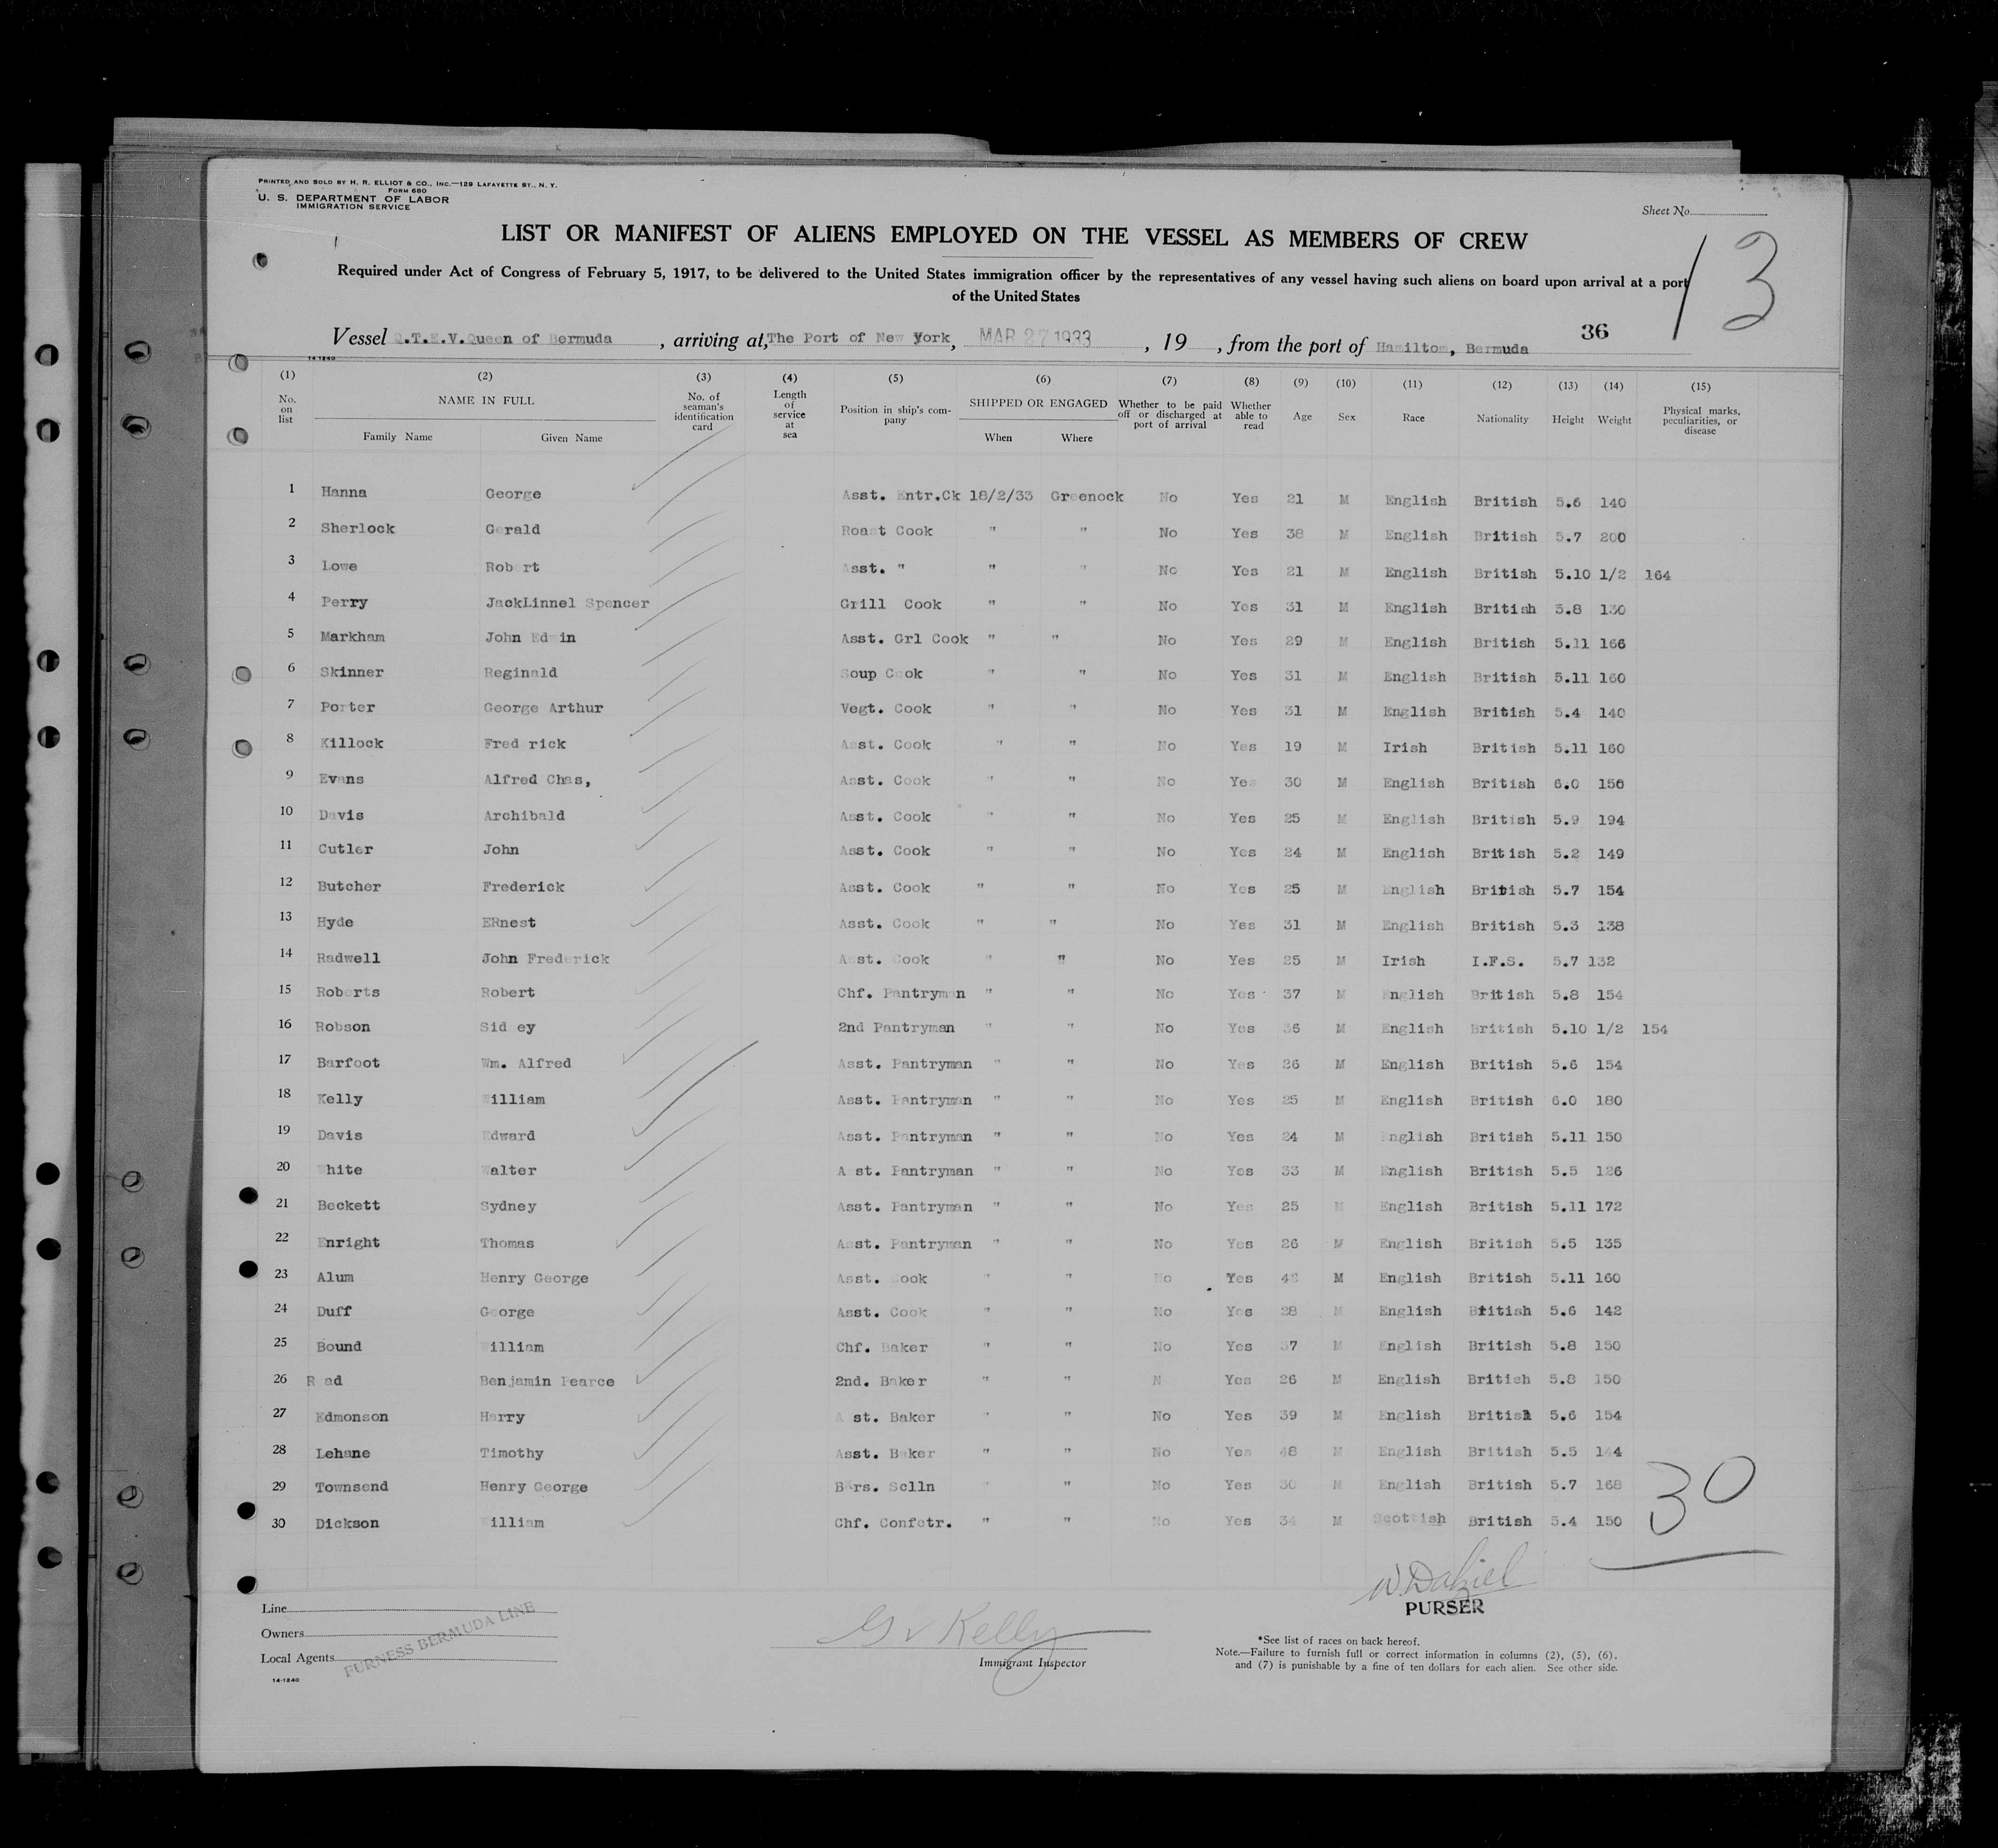 PRINTED AND SOLD BY H. R. ELLIOT & CO., INC.—129 LAFAYETTE ST., N. Y.
FORM 680
U. S. DEPARTMENT OF LABOR
IMMIGRATION SERVICE
Sheet No.
13
LIST OR MANIFEST OF ALIENS EMPLOYED ON THE VESSEL AS MEMBERS OF CREW
Required under Act of Congress of February 5, 1917, to be delivered to the United States immigration officer by the representatives of any vessel having such aliens on board upon arrival at a port
of the United States
36
Vessel Q.T.E.V.Queen of Bermuda, arriving at, The Port of New York, MAR 27 1933, 19 , from the port of Hamilton, Bermuda
14-1240
(1) (2) (3) (4) (5) (6) (7) (8) (9) (10) (11) (12) (13) (14) (15)
No. on list NAME IN FULL Family Name Given Name No. of seaman's identification card Length of service at sea Position in ship's company SHIPPED OR ENGAGED When Where Whether to be paid off or discharged at port of arrival Whether able to read Age Sex Race Nationality Height Weight Physical marks, peculiarities, or disease
1 Hanna George Asst. Entr.Ck 18/2/33 Greenock No Yes 21 M English British 5.6 140
2 Sherlock Gerald Roast Cook " " No Yes 38 M English British 5.7 200
3 Lowe Robert Asst. " " " No Yes 21 M English British 5.10 1/2 164
4 Perry JackLinnel Spencer Grill Cook " " No Yes 31 M English British 5.8 130
5 Markham John Ed in Asst. Grl Cook " " No Yes 29 M English British 5.11 166
6 Skinner Reginald Soup Cook " " No Yes 31 M English British 5.11 160
7 Porter George Arthur Vegt. Cook " " No Yes 31 M English British 5.4 140
8 Killock Fred rick Asst. Cook " " No Yes 19 M Irish British 5.11 160
9 Evans Alfred Chas, Asst. Cook " " No Yes 30 M English British 6.0 156
10 Davis Archibald Asst. Cook " " No Yes 25 M English British 5.9 194
11 Cutler John Asst. Cook " " No Yes 24 M English British 5.2 149
12 Butcher Frederick Asst. Cook " " No Yes 25 M English British 5.7 154
13 Hyde ERnest Asst. Cook " " No Yes 31 M English British 5.3 138
14 Radwell John Frederick Asst. Cook " " No Yes 25 M Irish I.F.S. 5.7 132
15 Roberts Robert Chf. Pantryman " " No Yes 37 M English British 5.8 154
16 Robson Sid ey 2nd Pantryman " " No Yes 36 M English British 5.10 1/2 154
17 Barfoot Wm. Alfred Asst. Pantryman " " No Yes 26 M English British 5.6 154
18 Kelly William Asst. Pantryman " " No Yes 25 M English British 6.0 180
19 Davis Edward Asst. Pantryman " " No Yes 24 M English British 5.11 150
20 White Walter A st. Pantryman " " No Yes 33 M English British 5.5 126
21 Beckett Sydney Asst. Pantryman " " No Yes 25 M English British 5.11 172
22 Enright Thomas Asst. Pantryman " " No Yes 26 M English British 5.5 135
23 Alum Henry George Asst. Cook " " No Yes 42 M English British 5.11 160
24 Duff George Asst. Cook " " No Yes 28 M English British 5.6 142
25 Bound William Chf. Baker " " No Yes 37 M English British 5.8 150
26 R ad Benjamin Pearce 2nd. Baker " " N Yes 26 M English British 5.8 150
27 Edmonson Harry A st. Baker " " No Yes 39 M English British 5.6 154
28 Lehane Timothy Asst. Baker " " No Yes 48 M English British 5.5 144
29 Townsend Henry George Bkrs. Sclln " " No Yes 30 M English British 5.7 168
30 Dickson William Chf. Confctr. " " No Yes 34 M Scottish British 5.4 150
30
W. Dalziel
PURSER
Line
Owners
Local Agents
FURNESS BERMUDA LINE
14-1240
G v Kelly
Immigrant Inspector
*See list of races on back hereof.
Note.—Failure to furnish full or correct information in columns (2), (5), (6),
and (7) is punishable by a fine of ten dollars for each alien. See other side.